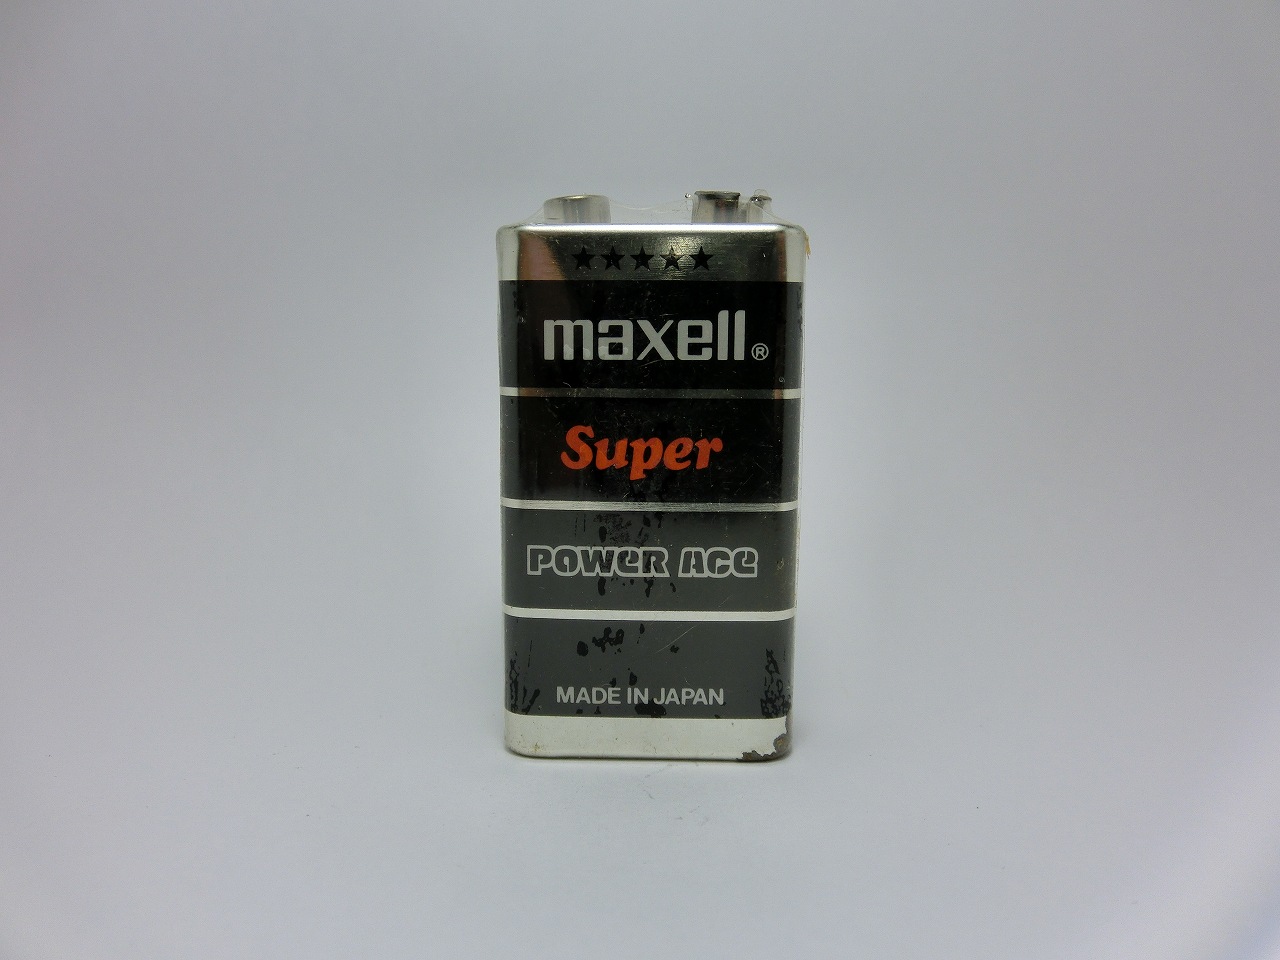 ★★★★★
maxell®
Super
POWER ACE
MADE IN JAPAN